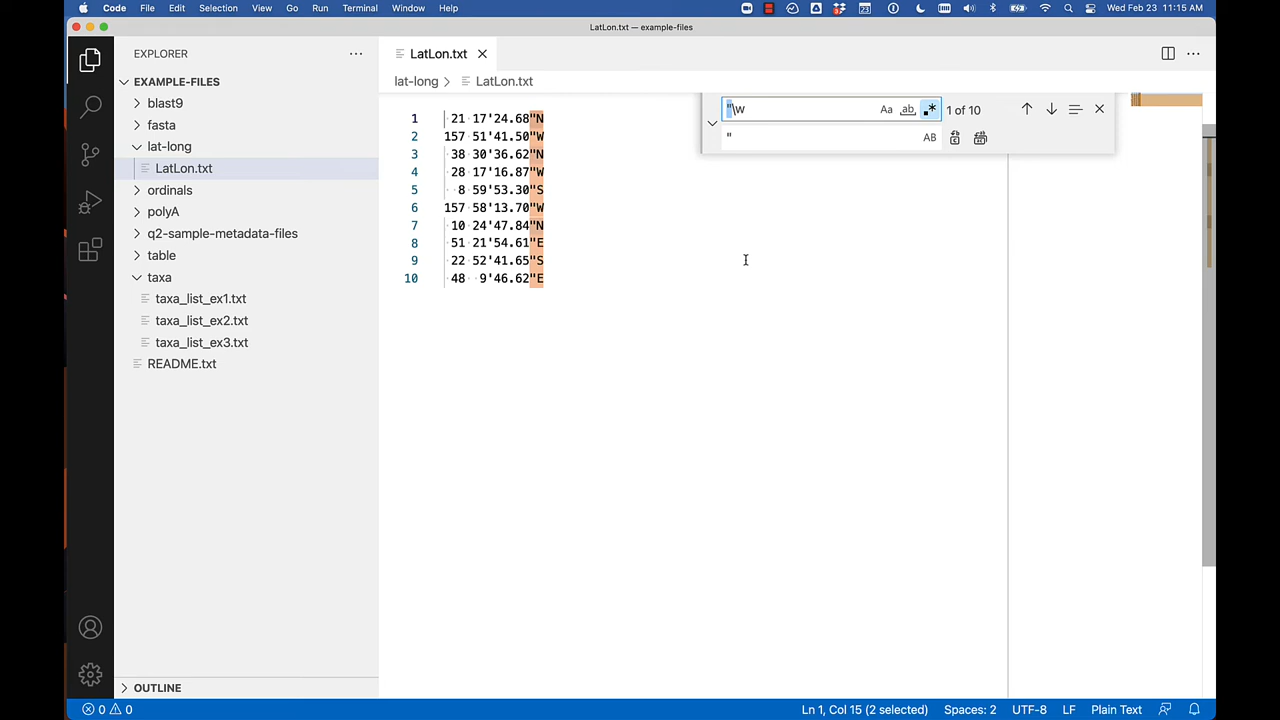 Code File Edit Selection View Go Run Terminal Window Help 23 Wed Feb 23 11:15 AM
LatLon.txt — example-files
EXPLORER
LatLon.txt
EXAMPLE-FILES
lat-long LatLon.txt
blast9
fasta
lat-long
LatLon.txt
ordinals
polyA
q2-sample-metadata-files
table
taxa
taxa_list_ex1.txt
taxa_list_ex2.txt
taxa_list_ex3.txt
README.txt
"\w Aa ab 1 of 10
" AB
1 21 17'24.68"N
2 157 51'41.50"W
3 38 30'36.62"N
4 28 17'16.87"W
5 8 59'53.30"S
6 157 58'13.70"W
7 10 24'47.84"N
8 51 21'54.61"E
9 22 52'41.65"S
10 48 9'46.62"E
OUTLINE
0 0 Ln 1, Col 15 (2 selected) Spaces: 2 UTF-8 LF Plain Text